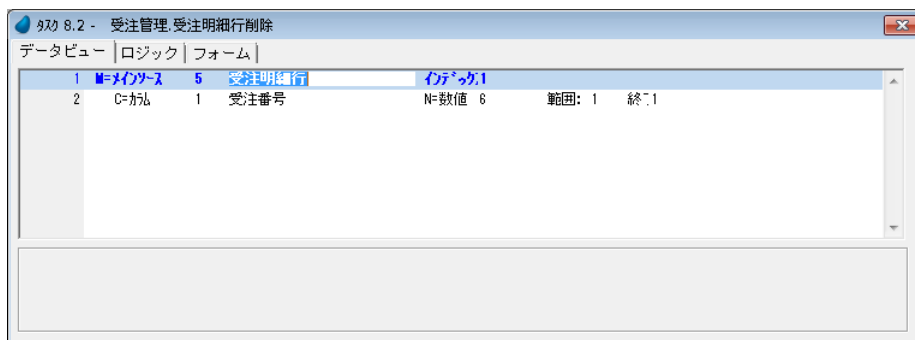 ﾀｽｸ 8.2 - 受注管理.受注明細行削除
データビュー ロジック フォーム
1 M=ﾒｲﾝｿｰｽ 5 受注明細行 ｲﾝﾃﾞｯｸ 1
2 C=ｶﾗﾑ 1 受注番号 N=数値 6 範囲: 1 終 1